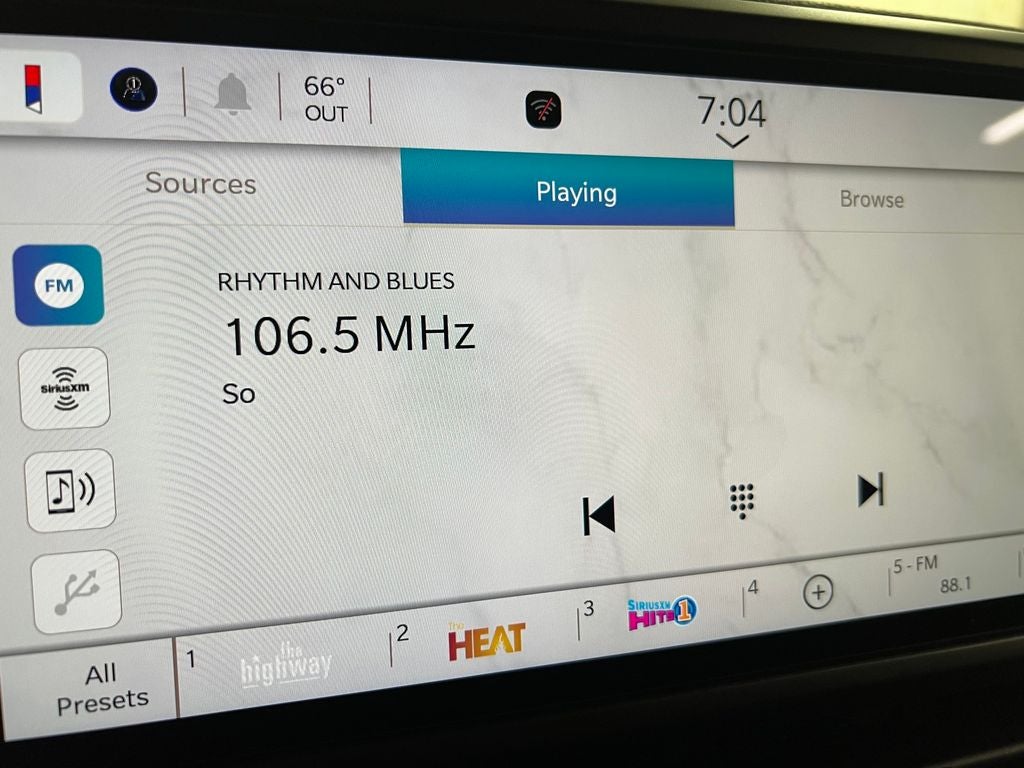 1
66°
OUT
7:04
Sources
Playing
Browse
FM
RHYTHM AND BLUES
106.5 MHz
So
SiriusXM
All
Presets
1
the
highway
2
The
HEAT
3
SIRIUSXM
HITS 1
4
5 - FM
88.1